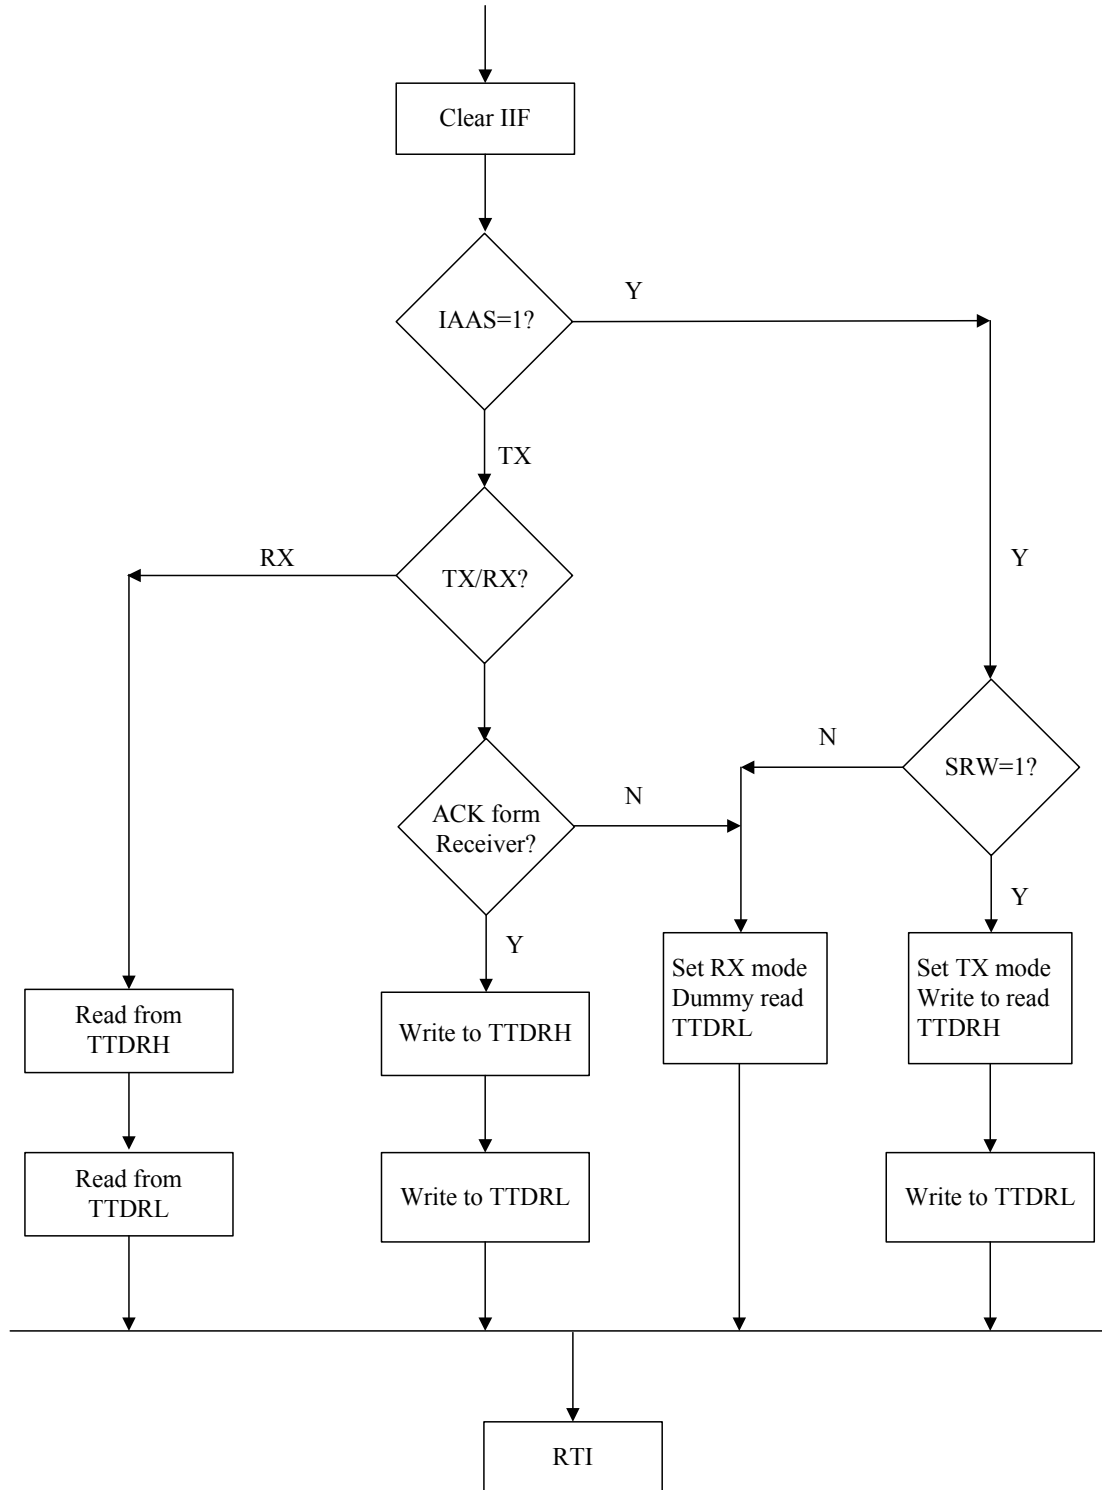 Clear IIF
IAAS=1?
Y
TX
RX
TX/RX?
Y
N
SRW=1?
ACK form
Receiver?
N
Y
Y
Set RX mode
Dummy read
TTDRL
Set TX mode
Write to read
TTDRH
Read from
TTDRH
Write to TTDRH
Read from
TTDRL
Write to TTDRL
Write to TTDRL
RTI